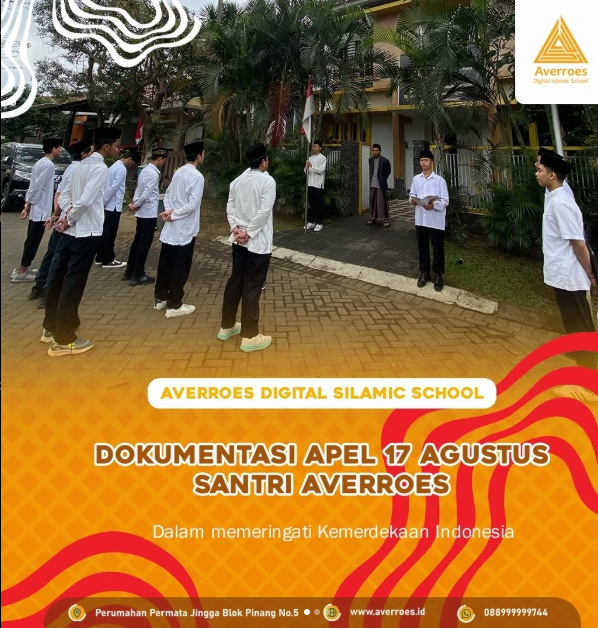 Averroes
Digital Islamic School
AVERROES DIGITAL SILAMIC SCHOOL
DOKUMENTASI APEL 17 AGUSTUS
SANTRI AVERROES
Dalam memeringati Kemerdekaan Indonesia
Perumahan Permata Jingga Blok Pinang No.5 www.averroes.id 088999999744